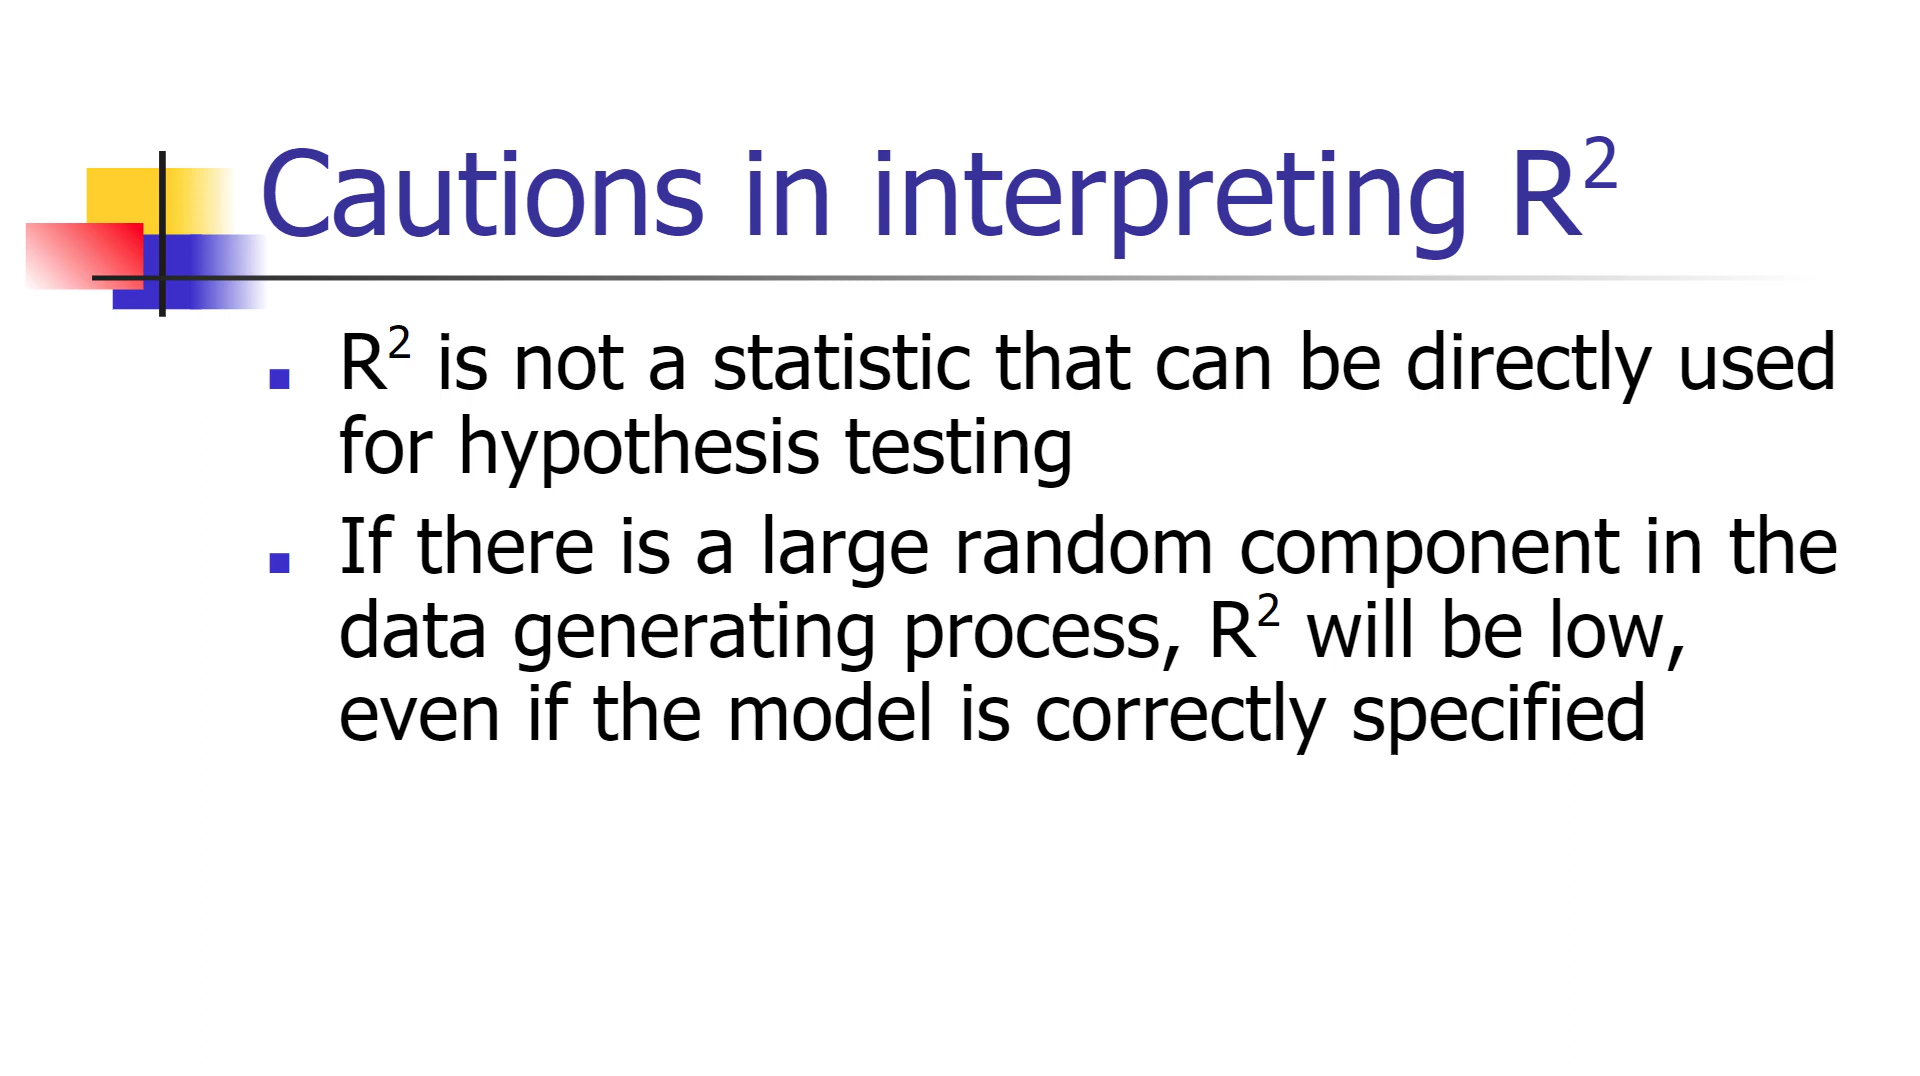 Cautions in interpreting R²
R² is not a statistic that can be directly used
for hypothesis testing
If there is a large random component in the
data generating process, R² will be low,
even if the model is correctly specified